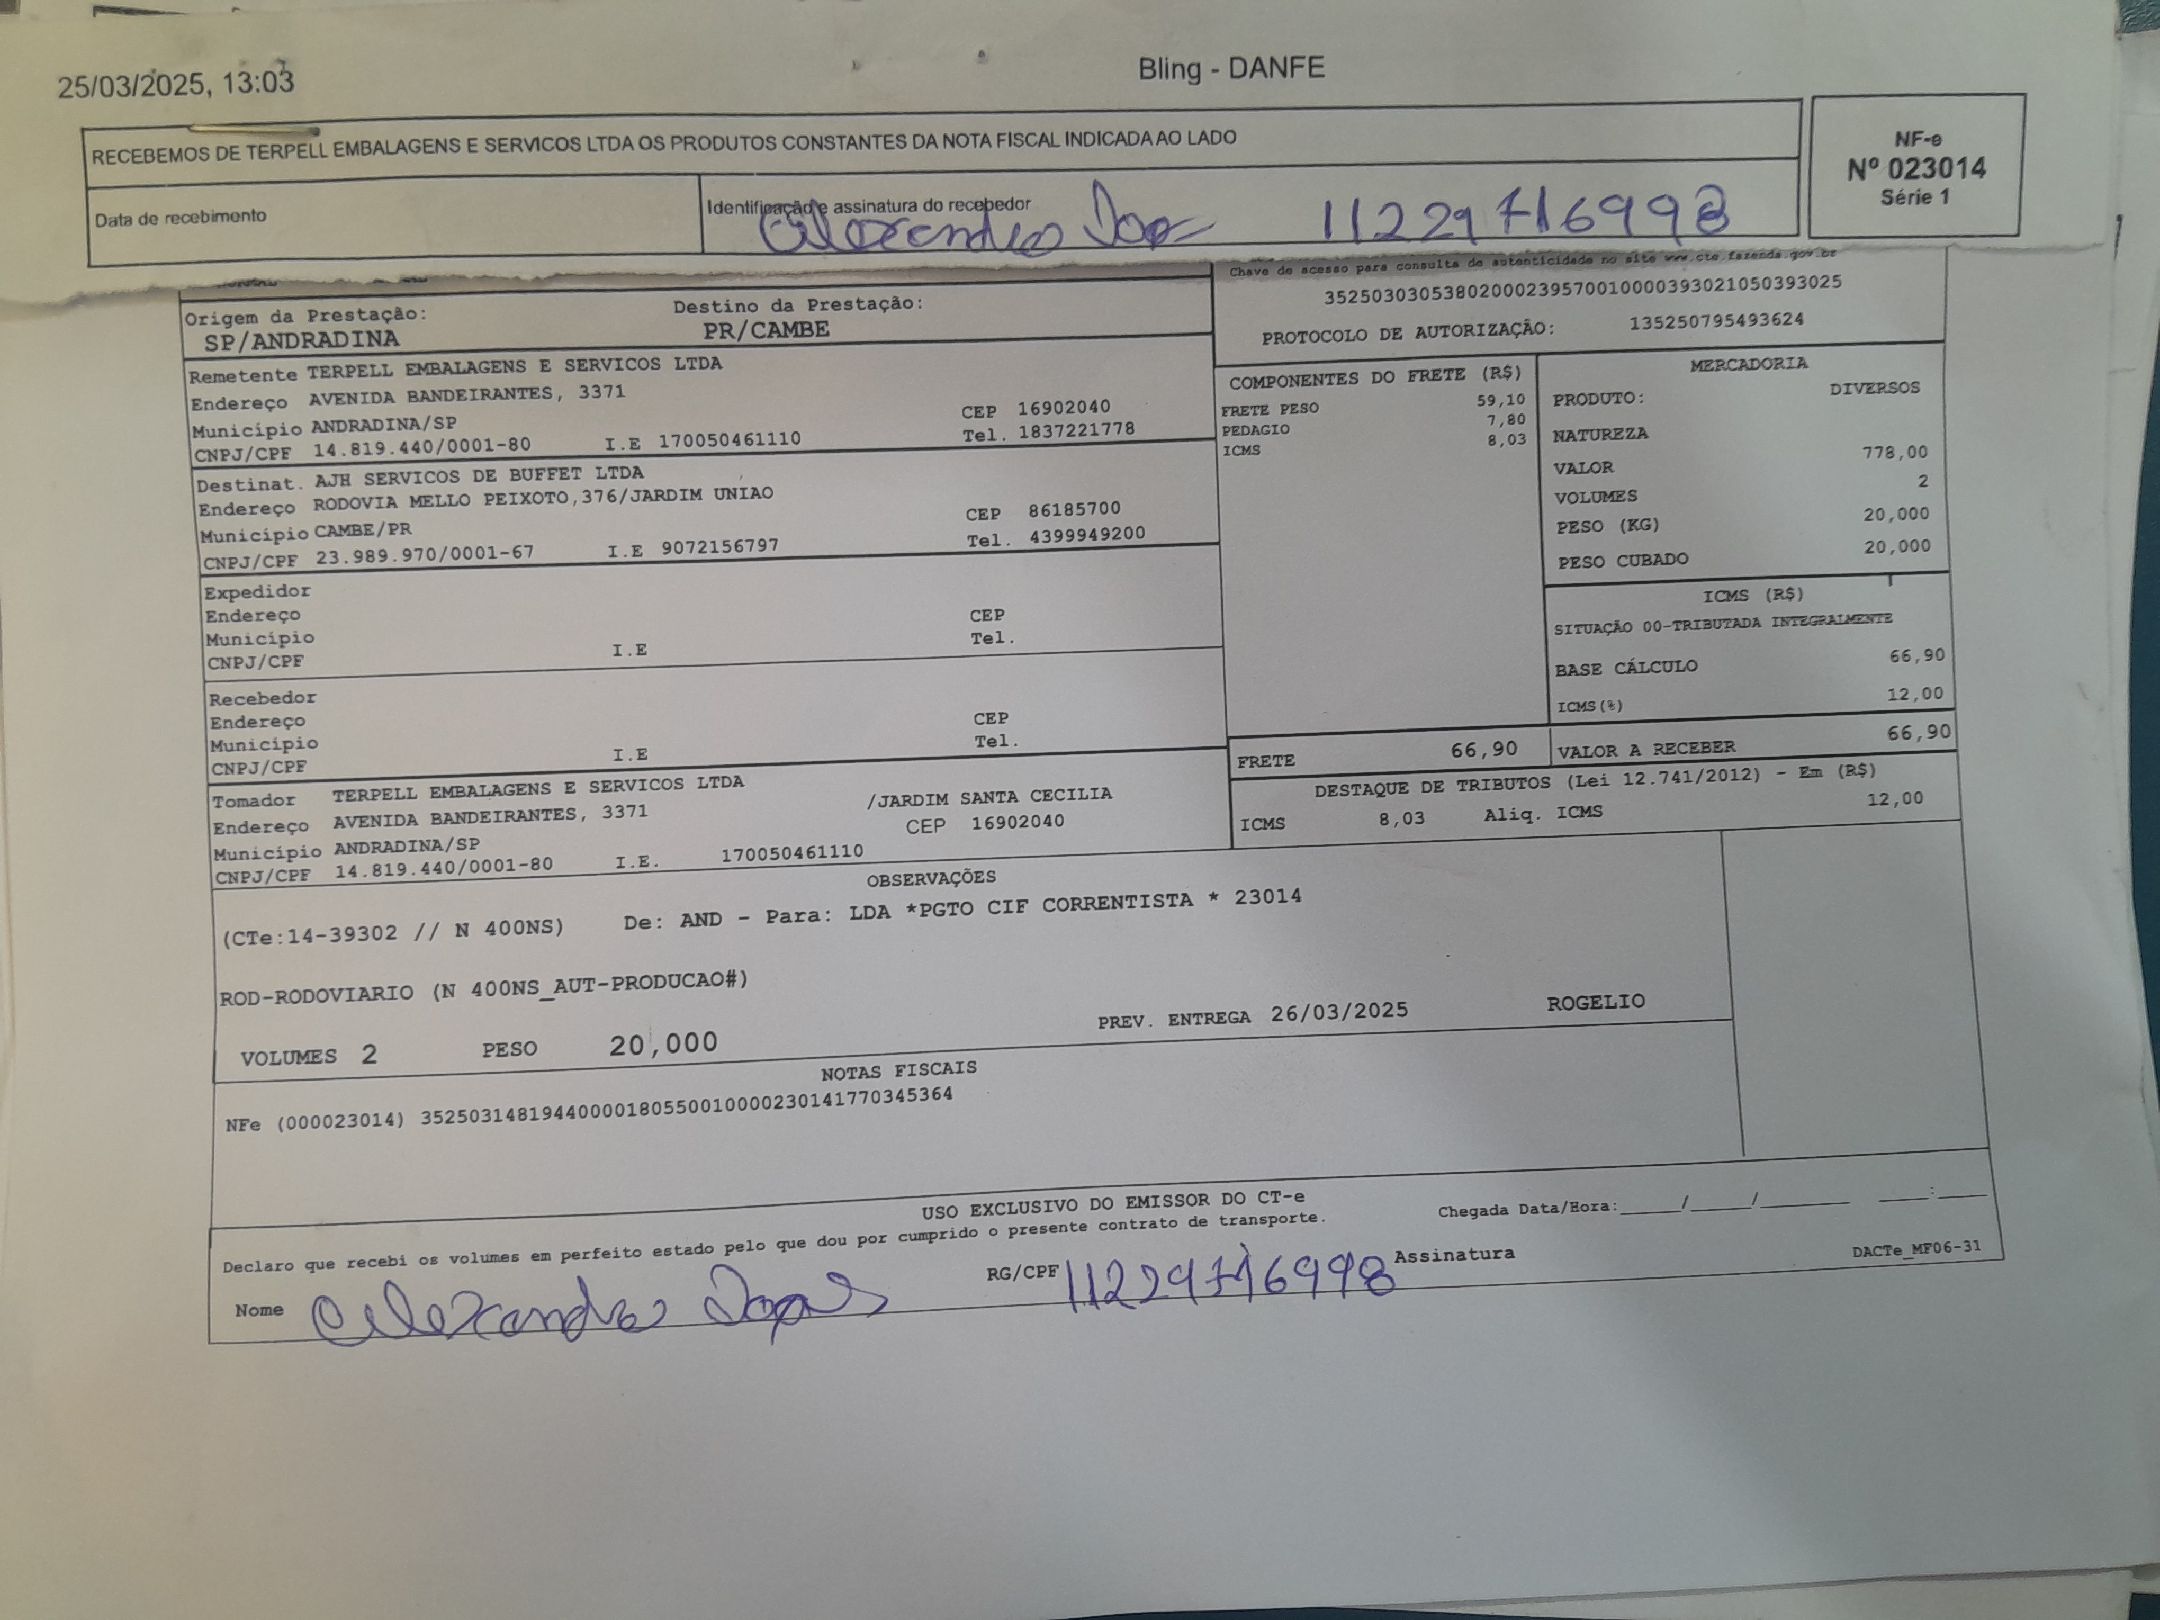 25/03/2025, 13:03
Bling - DANFE
RECEBEMOS DE TERPELL EMBALAGENS E SERVICOS LTDA OS PRODUTOS CONSTANTES DA NOTA FISCAL INDICADA AO LADO
NF-e
Nº 023014
Série 1
Data de recebimento
Identificação e assinatura do recebedor
11229716998
Chave de acesso para consulta de autenticidade no site www.cte.fazenda.gov.br
35250303053802000239570010000393021050393025
PROTOCOLO DE AUTORIZAÇÃO: 135250795493624
Origem da Prestação: Destino da Prestação:
SP/ANDRADINA PR/CAMBE
Remetente TERPELL EMBALAGENS E SERVICOS LTDA
Endereço AVENIDA BANDEIRANTES, 3371
Município ANDRADINA/SP CEP 16902040
CNPJ/CPF 14.819.440/0001-80 I.E 170050461110 Tel. 1837221778
Destinat. AJH SERVICOS DE BUFFET LTDA
Endereço RODOVIA MELLO PEIXOTO,376/JARDIM UNIAO
Município CAMBE/PR CEP 86185700
CNPJ/CPF 23.989.970/0001-67 I.E 9072156797 Tel. 4399949200
Expedidor
Endereço
Município CEP
CNPJ/CPF I.E Tel.
Recebedor
Endereço
Município CEP
CNPJ/CPF I.E Tel.
Tomador TERPELL EMBALAGENS E SERVICOS LTDA
Endereço AVENIDA BANDEIRANTES, 3371 /JARDIM SANTA CECILIA
Município ANDRADINA/SP CEP 16902040
CNPJ/CPF 14.819.440/0001-80 I.E. 170050461110
COMPONENTES DO FRETE (R$)
FRETE PESO 59,10
PEDAGIO 7,80
ICMS 8,03
MERCADORIA
PRODUTO: DIVERSOS
NATUREZA
VALOR 778,00
VOLUMES 2
PESO (KG) 20,000
PESO CUBADO 20,000
ICMS (R$)
SITUAÇÃO 00-TRIBUTADA INTEGRALMENTE
BASE CÁLCULO 66,90
ICMS(%) 12,00
FRETE 66,90 VALOR A RECEBER 66,90
DESTAQUE DE TRIBUTOS (Lei 12.741/2012) - Em (R$)
ICMS 8,03 Aliq. ICMS 12,00
OBSERVAÇÕES
(CTe:14-39302 // N 400NS) De: AND - Para: LDA *PGTO CIF CORRENTISTA * 23014
ROD-RODOVIARIO (N 400NS_AUT-PRODUCAO#)
VOLUMES 2 PESO 20,000 PREV. ENTREGA 26/03/2025 ROGELIO
NOTAS FISCAIS
NFe (000023014) 35250314819440000180550010000230141770345364
USO EXCLUSIVO DO EMISSOR DO CT-e
Declaro que recebi os volumes em perfeito estado pelo que dou por cumprido o presente contrato de transporte.
Chegada Data/Hora:_____/_____/________ ____:____
Nome RG/CPF 11229716998 Assinatura
DACTe_MF06-31